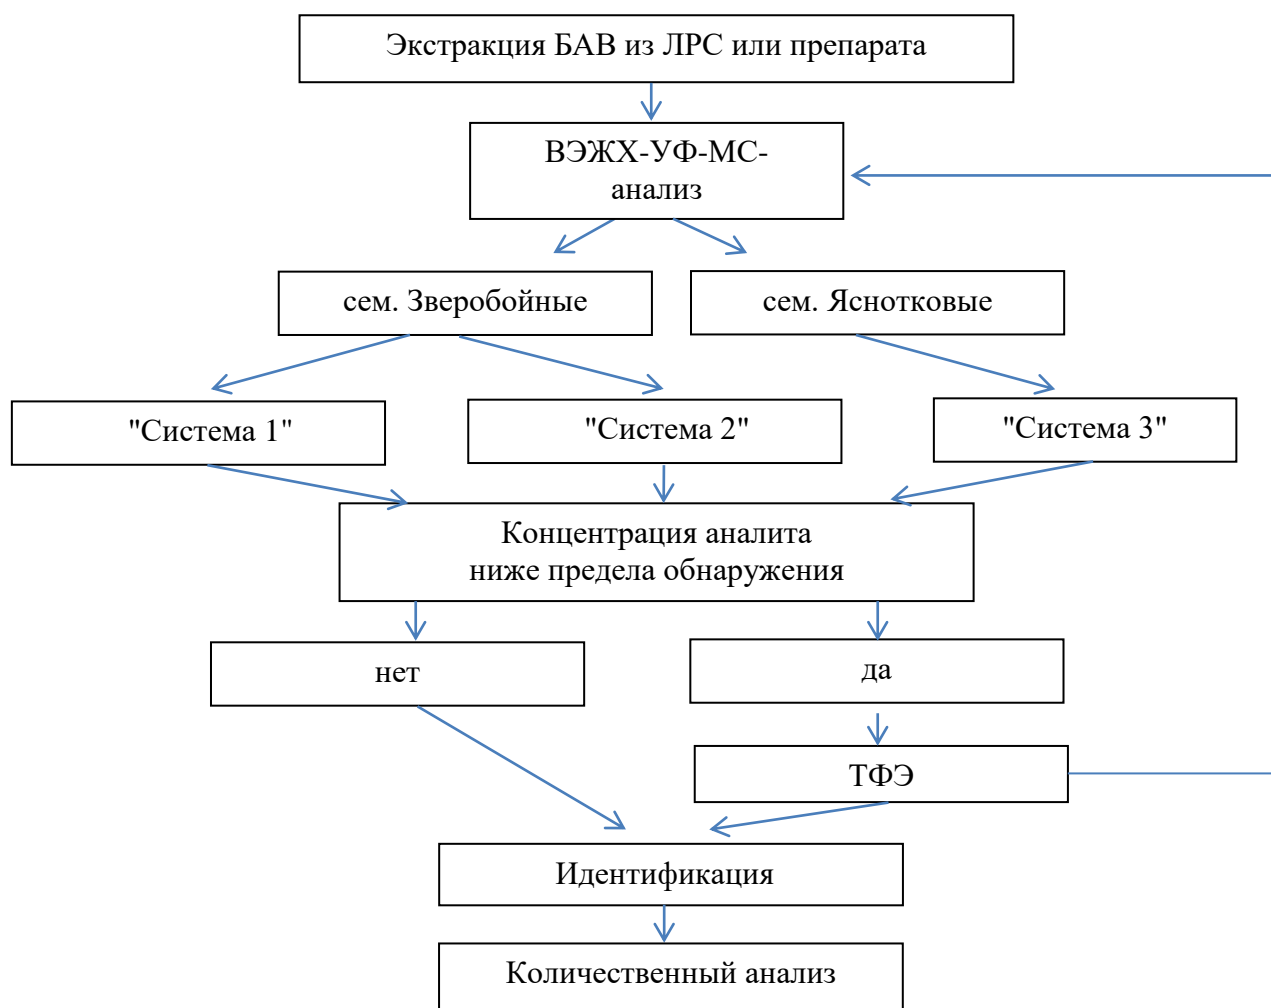 Экстракция БАВ из ЛРС или препарата
ВЭЖХ-УФ-МС-
анализ
сем. Зверобойные
сем. Яснотковые
"Система 1"
"Система 2"
"Система 3"
Концентрация аналита
ниже предела обнаружения
нет
да
ТФЭ
Идентификация
Количественный анализ